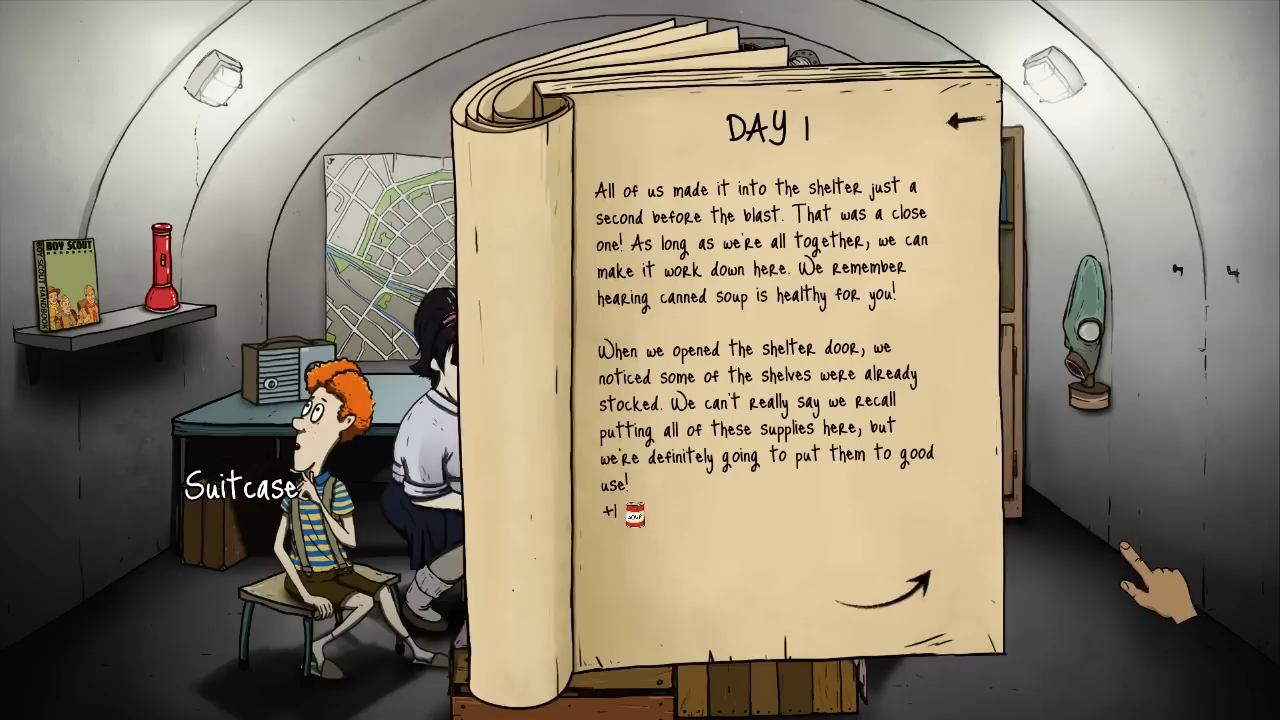 DAY 1
All of us made it into the shelter just a
second before the blast. That was a close
one! As long as we're all together, we can
make it work down here. We remember
hearing canned soup is healthy for you!
When we opened the shelter door, we
noticed some of the shelves were already
stocked. We can't really say we recall
putting all of these supplies here, but
we're definitely going to put them to good
use!
+1 SOUP
BOY SCOUT
BOY SCOUT HANDBOOK
Suitcase